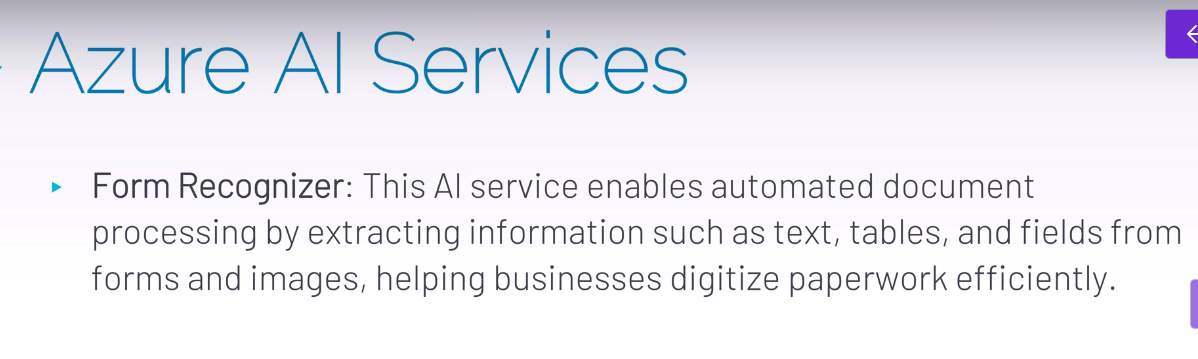 Azure AI Services
Form Recognizer: This AI service enables automated document
processing by extracting information such as text, tables, and fields from
forms and images, helping businesses digitize paperwork efficiently.